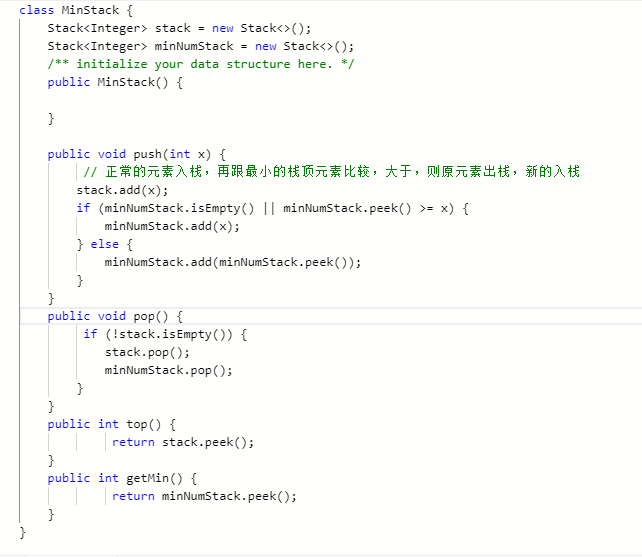 class MinStack {
    Stack<Integer> stack = new Stack<>();
    Stack<Integer> minNumStack = new Stack<>();
    /** initialize your data structure here. */
    public MinStack() {

    }

    public void push(int x) {
         // 正常的元素入栈，再跟最小的栈顶元素比较，大于，则原元素出栈，新的入栈
        stack.add(x);
        if (minNumStack.isEmpty() || minNumStack.peek() >= x) {
            minNumStack.add(x);
        } else {
            minNumStack.add(minNumStack.peek());
        }
    }
    public void pop() {
         if (!stack.isEmpty()) {
            stack.pop();
            minNumStack.pop();
        }
    }
    public int top() {
             return stack.peek();
    }
    public int getMin() {
             return minNumStack.peek();
    }
}